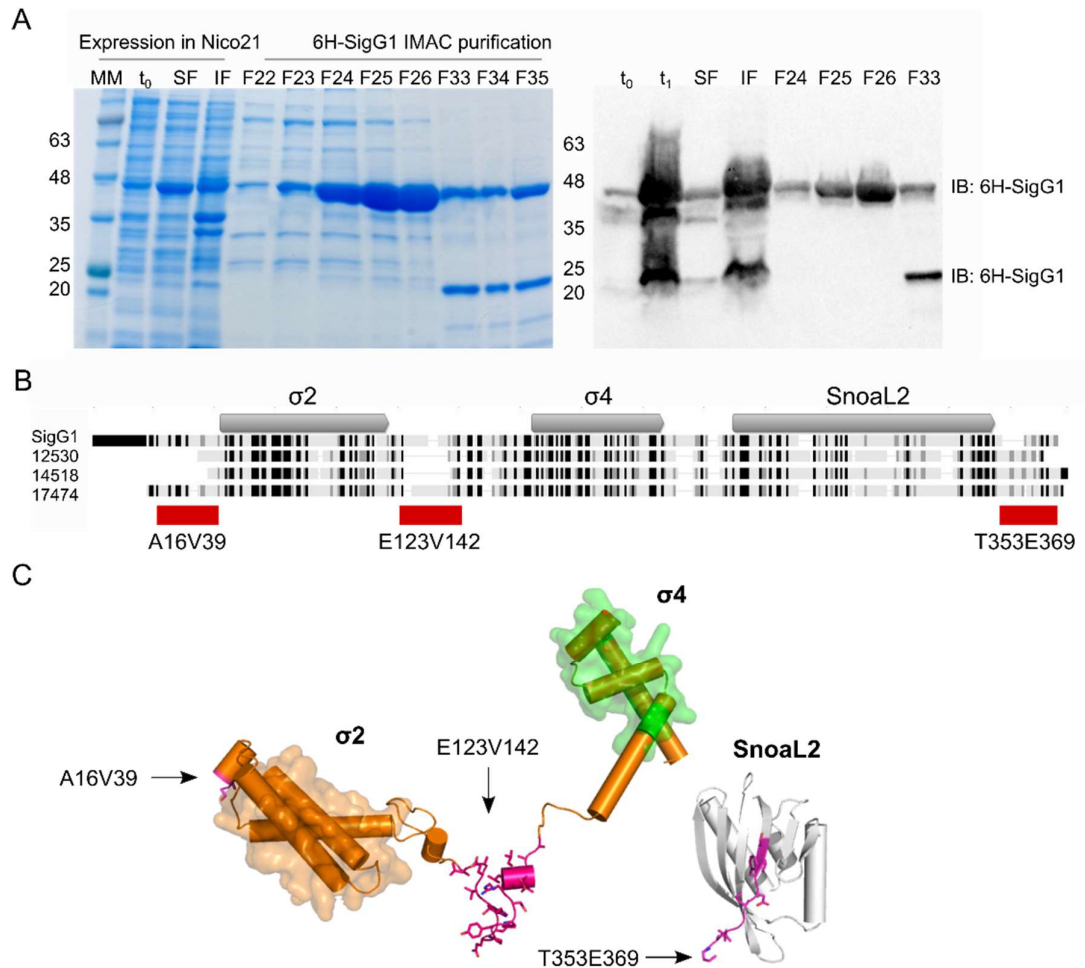 A
Expression in Nico21 6H-SigG1 IMAC purification
MM t0 SF IF F22 F23 F24 F25 F26 F33 F34 F35
t0 t1 SF IF F24 F25 F26 F33
63
48
35
25
20
63
48
35
25
20
IB: 6H-SigG1
IB: 6H-SigG1
B
σ2 σ4 SnoaL2
SigG1
12530
14518
17474
A16V39 E123V142 T353E369
C
σ4
σ2
E123V142
SnoaL2
A16V39
T353E369